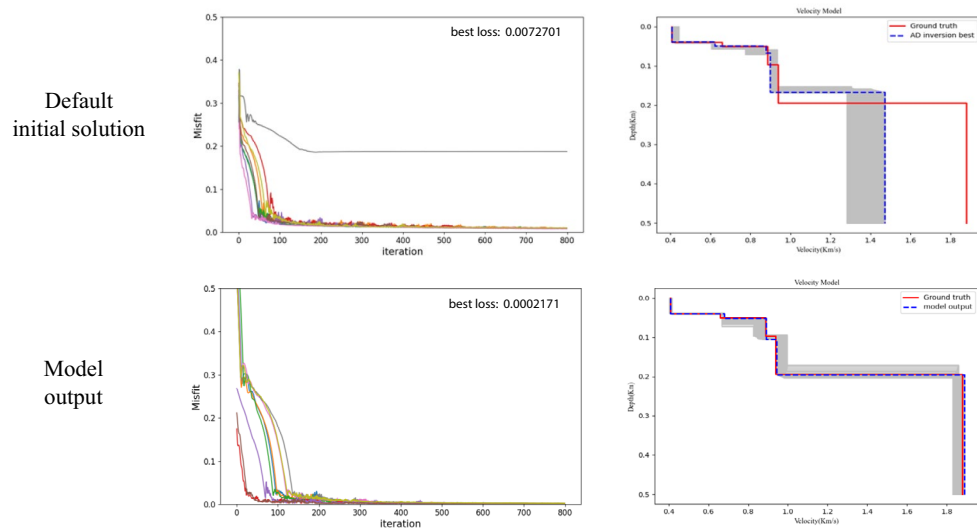 Default
initial solution
best loss: 0.0072701
Misfit
0.5
0.4
0.3
0.2
0.1
0.0
0 100 200 300 400 500 600 700 800
iteration
Velocity Model
Ground truth
AD inversion best
Depth(Km)
0.0
0.1
0.2
0.3
0.4
0.5
0.4 0.6 0.8 1.0 1.2 1.4 1.6 1.8
Velocity(Km/s)
Model
output
best loss: 0.0002171
Misfit
0.5
0.4
0.3
0.2
0.1
0.0
0 100 200 300 400 500 600 700 800
iteration
Velocity Model
Ground truth
model output
Depth(Km)
0.0
0.1
0.2
0.3
0.4
0.5
0.4 0.6 0.8 1.0 1.2 1.4 1.6 1.8
Velocity(Km/s)